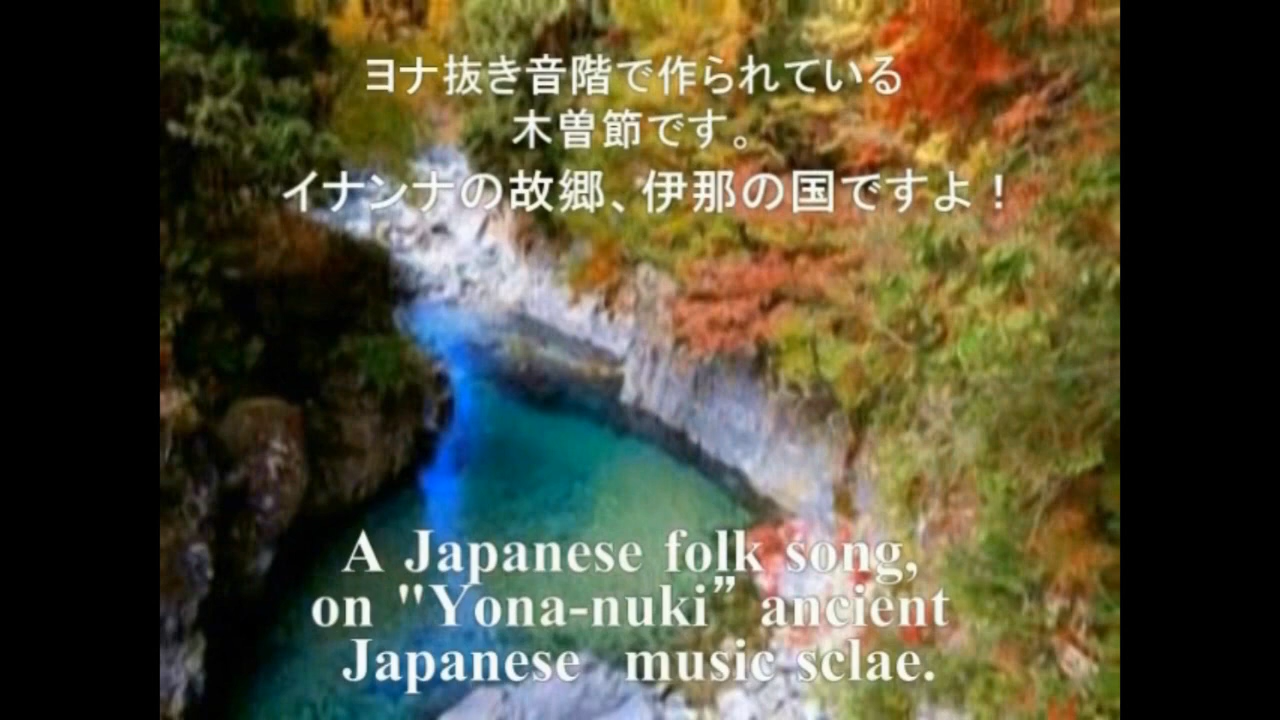 ヨナ抜き音階で作られている
木曽節です。
イナンナの故郷、伊那の国ですよ！
A Japanese folk song,
on "Yona-nuki” ancient
Japanese music sclae.